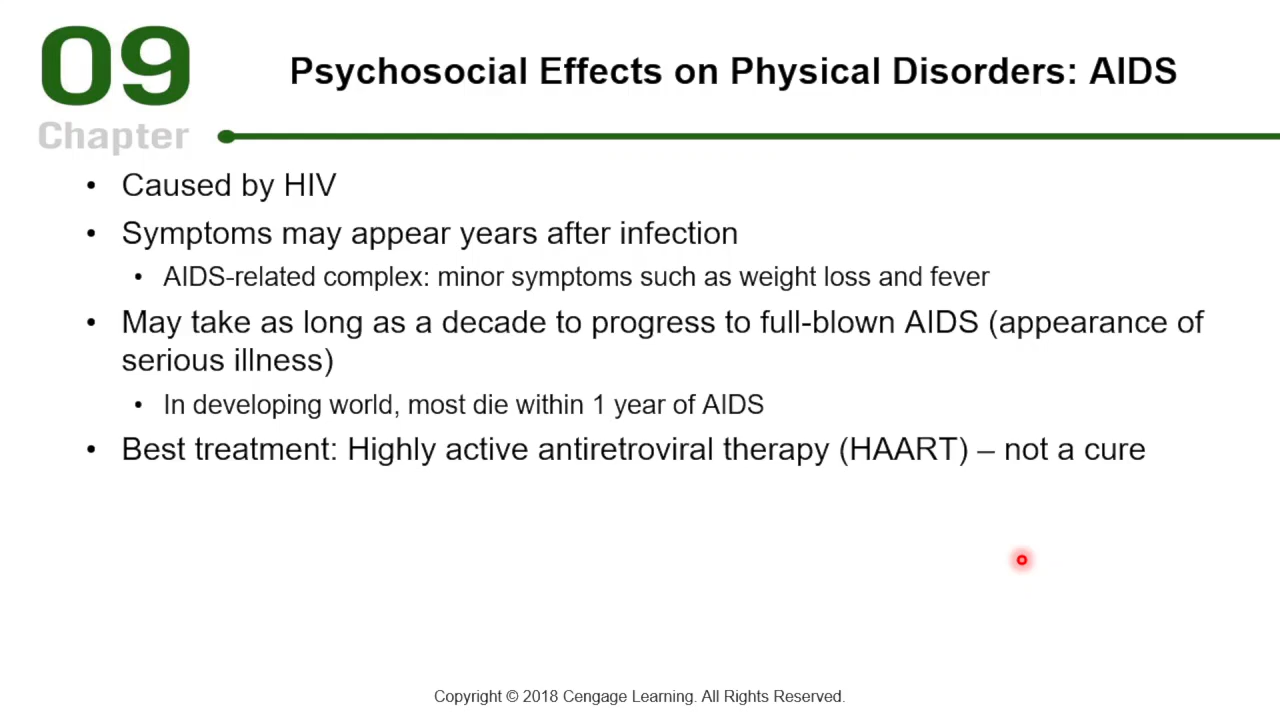 09
Chapter
Psychosocial Effects on Physical Disorders: AIDS
• Caused by HIV
• Symptoms may appear years after infection
• AIDS-related complex: minor symptoms such as weight loss and fever
• May take as long as a decade to progress to full-blown AIDS (appearance of
serious illness)
• In developing world, most die within 1 year of AIDS
• Best treatment: Highly active antiretroviral therapy (HAART) – not a cure
Copyright © 2018 Cengage Learning. All Rights Reserved.